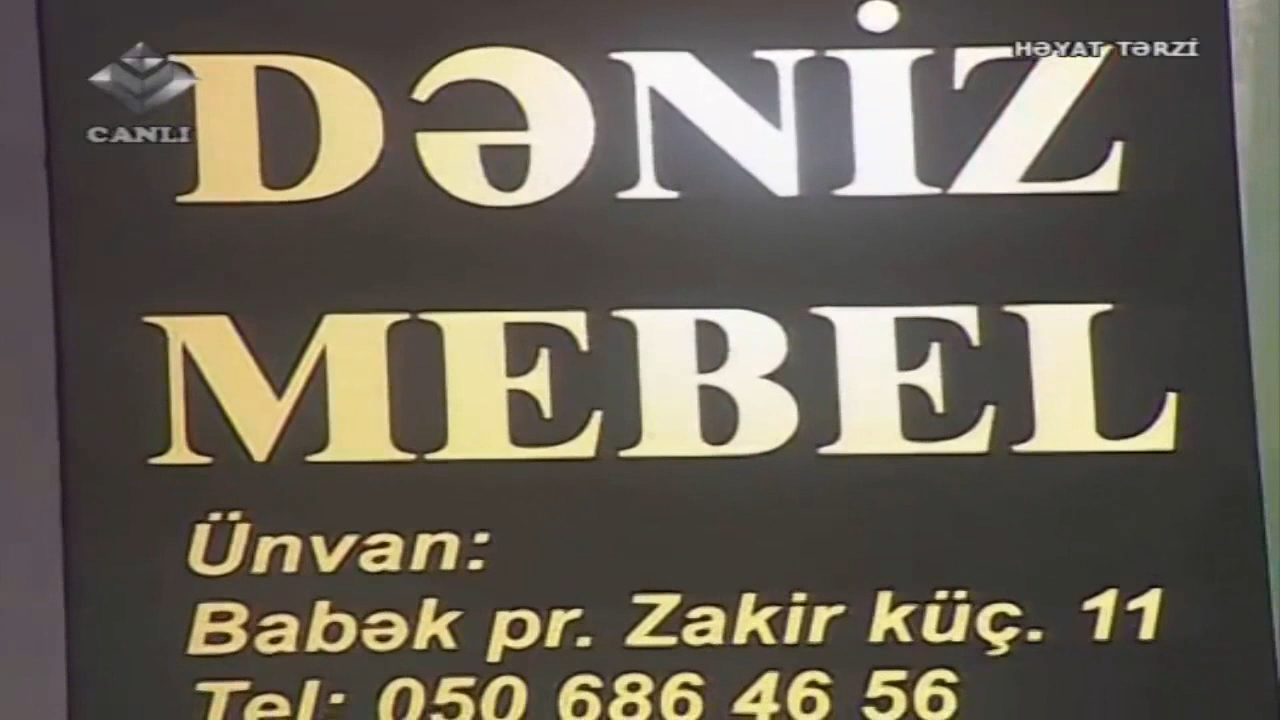 CANLI
HƏYAT TƏRZİ
DƏNİZ
MEBEL
Ünvan:
Babək pr. Zakir küç. 11
Tel: 050 686 46 56